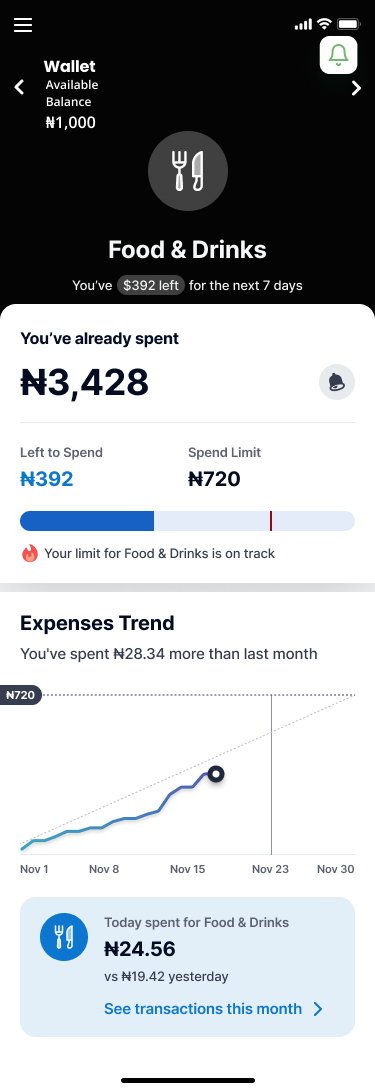 Wallet
Available
Balance
₦1,000
Food & Drinks
You've $392 left for the next 7 days
You've already spent
₦3,428
Left to Spend
Spend Limit
₦392
₦720
Your limit for Food & Drinks is on track
Expenses Trend
You've spent ₦28.34 more than last month
₦720
Nov 1 Nov 8 Nov 15 Nov 23 Nov 30
Today spent for Food & Drinks
₦24.56
vs ₦19.42 yesterday
See transactions this month